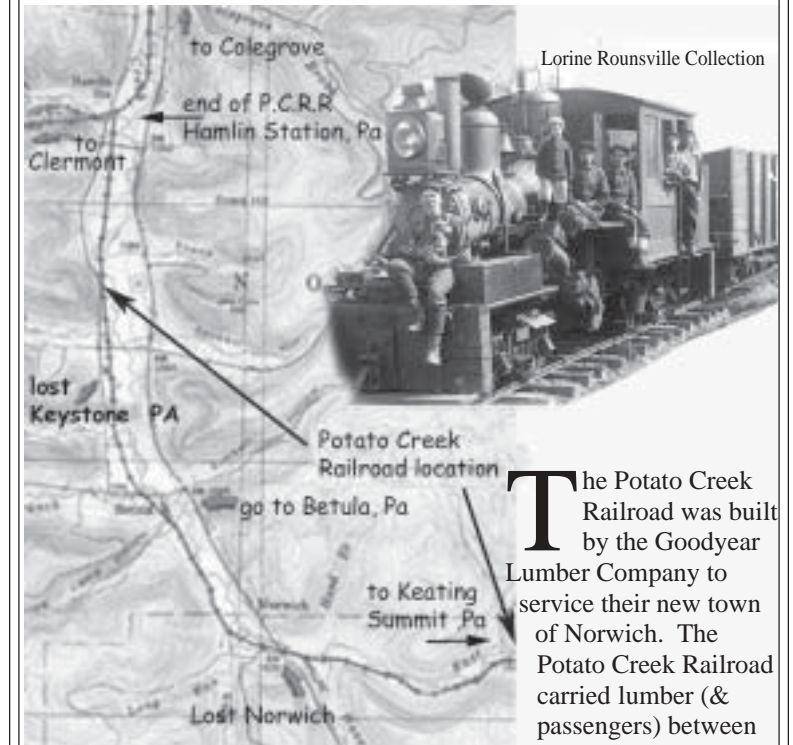 to Colegrove
Lorine Rounsville Collection
end of P.C.R.R
Hamlin Station, Pa
to
Clermont
N
O
lost
Keystone PA
Potato Creek
Railroad location
go to Betula, Pa
to Keating
Summit ,Pa
Norwich
Lost Norwich
The Potato Creek
Railroad was built
by the Goodyear
Lumber Company to
service their new town
of Norwich. The
Potato Creek Railroad
carried lumber (&
passengers) between